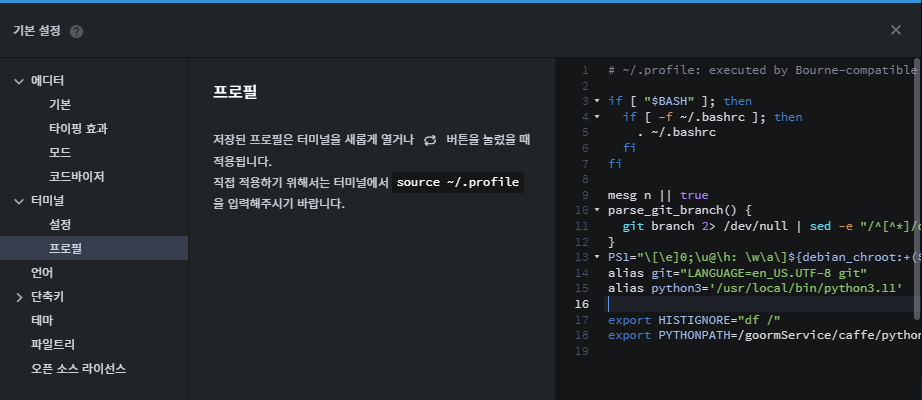 기본 설정 ?
에디터
기본
타이핑 효과
모드
코드바이저
터미널
설정
프로필
언어
단축키
테마
파일트리
오픈 소스 라이선스
프로필
저장된 프로필은 터미널을 새롭게 열거나 버튼을 눌렀을 때
적용됩니다.
직접 적용하기 위해서는 터미널에서 source ~/.profile
을 입력해주시기 바랍니다.
1 # ~/.profile: executed by Bourne-compatible
2
3 if [ "$BASH" ]; then
4 if [ -f ~/.bashrc ]; then
5 . ~/.bashrc
6 fi
7 fi
8
9 mesg n || true
10 parse_git_branch() {
11 git branch 2> /dev/null | sed -e "/^[^*]/d
12 }
13 PS1="\[\e]0;\u@\h: \w\a\]${debian_chroot:+($
14 alias git="LANGUAGE=en_US.UTF-8 git"
15 alias python3='/usr/local/bin/python3.11'
16
17 export HISTIGNORE="df /"
18 export PYTHONPATH=/goormService/caffe/python
19